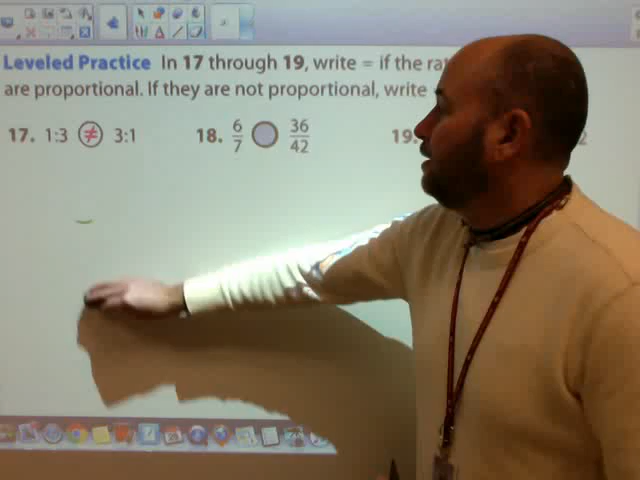 Leveled Practice In 17 through 19, write = if the
are proportional. If they are not proportional, write
17. 1:3 ≠ 3:1 18. 6/7 36/42 19.